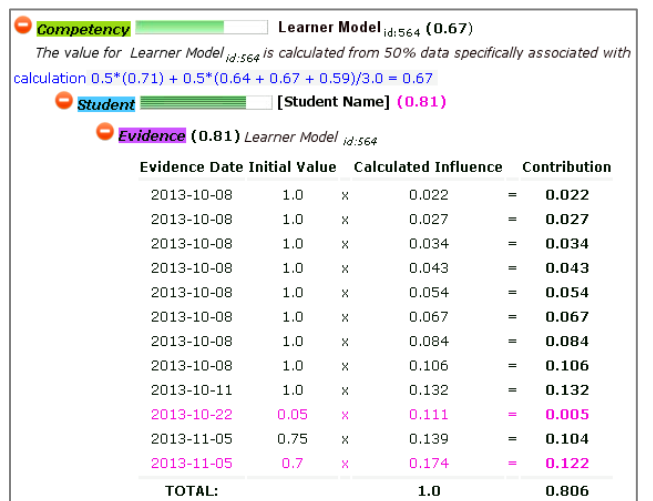 Competency Learner Model id:564 (0.67)
The value for Learner Model id:564 is calculated from 50% data specifically associated with
calculation 0.5*(0.71) + 0.5*(0.64 + 0.67 + 0.59)/3.0 = 0.67
Student [Student Name] (0.81)
Evidence (0.81) Learner Model id:564
Evidence Date Initial Value Calculated Influence Contribution
2013-10-08 1.0 x 0.022 = 0.022
2013-10-08 1.0 x 0.027 = 0.027
2013-10-08 1.0 x 0.034 = 0.034
2013-10-08 1.0 x 0.043 = 0.043
2013-10-08 1.0 x 0.054 = 0.054
2013-10-08 1.0 x 0.067 = 0.067
2013-10-08 1.0 x 0.084 = 0.084
2013-10-08 1.0 x 0.106 = 0.106
2013-10-11 1.0 x 0.132 = 0.132
2013-10-22 0.05 x 0.111 = 0.005
2013-11-05 0.75 x 0.139 = 0.104
2013-11-05 0.7 x 0.174 = 0.122
TOTAL: 1.0 0.806